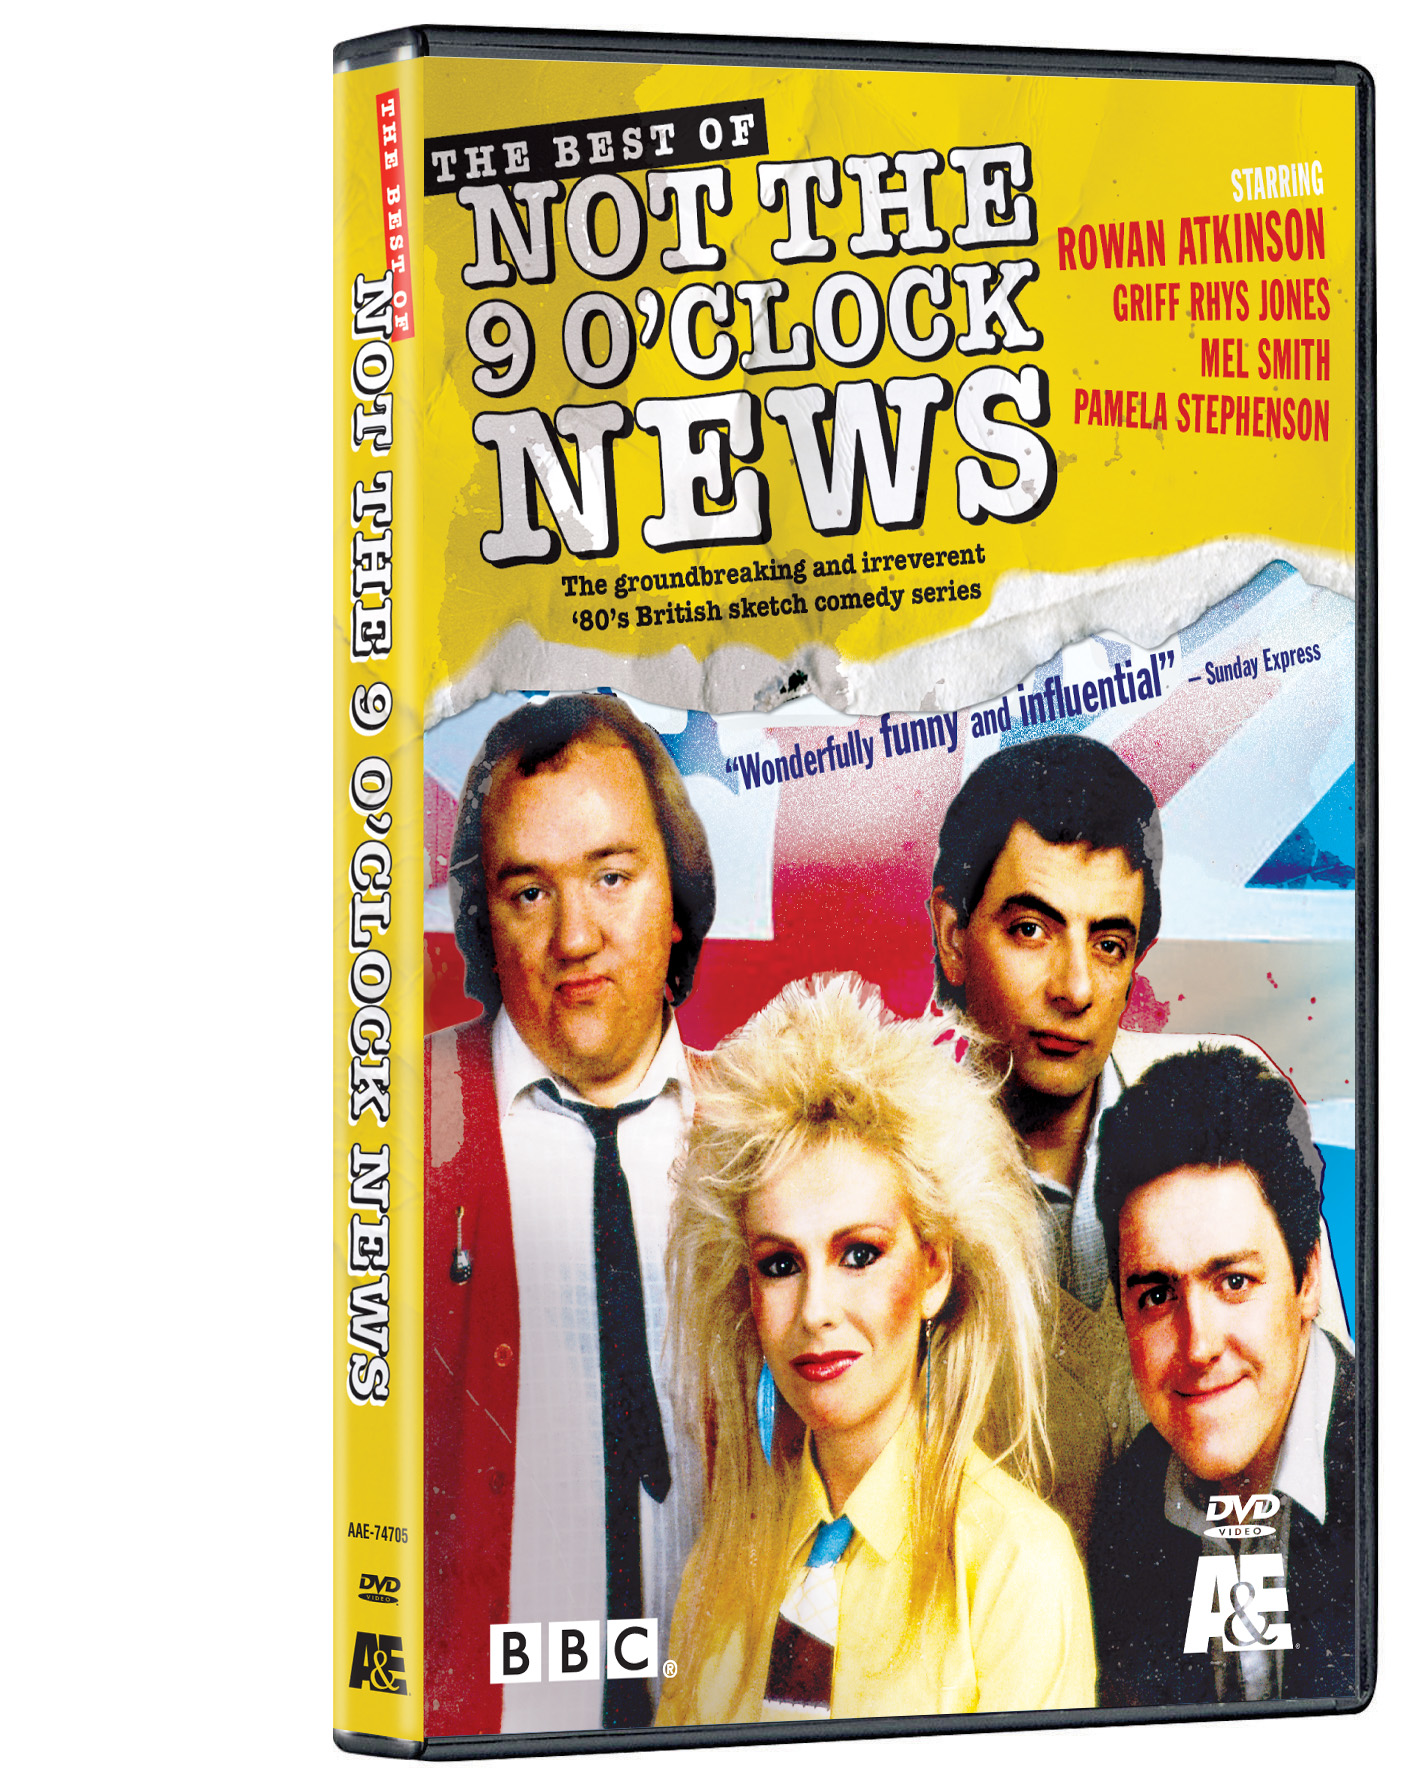 THE BEST OF
NOT THE
9 O'CLOCK
NEWS
The groundbreaking and irreverent
‘80’s British sketch comedy series
STARRiNG
ROWAN ATKINSON
GRIFF RHYS JONES
MEL SMITH
PAMELA STEPHENSON
“Wonderfully funny and influential” – Sunday Express
BBC®
DVD
VIDEO
A&E®
THE BEST OF
NOT THE 9 O'CLOCK NEWS
AAE-74705
DVD
VIDEO
A&E®